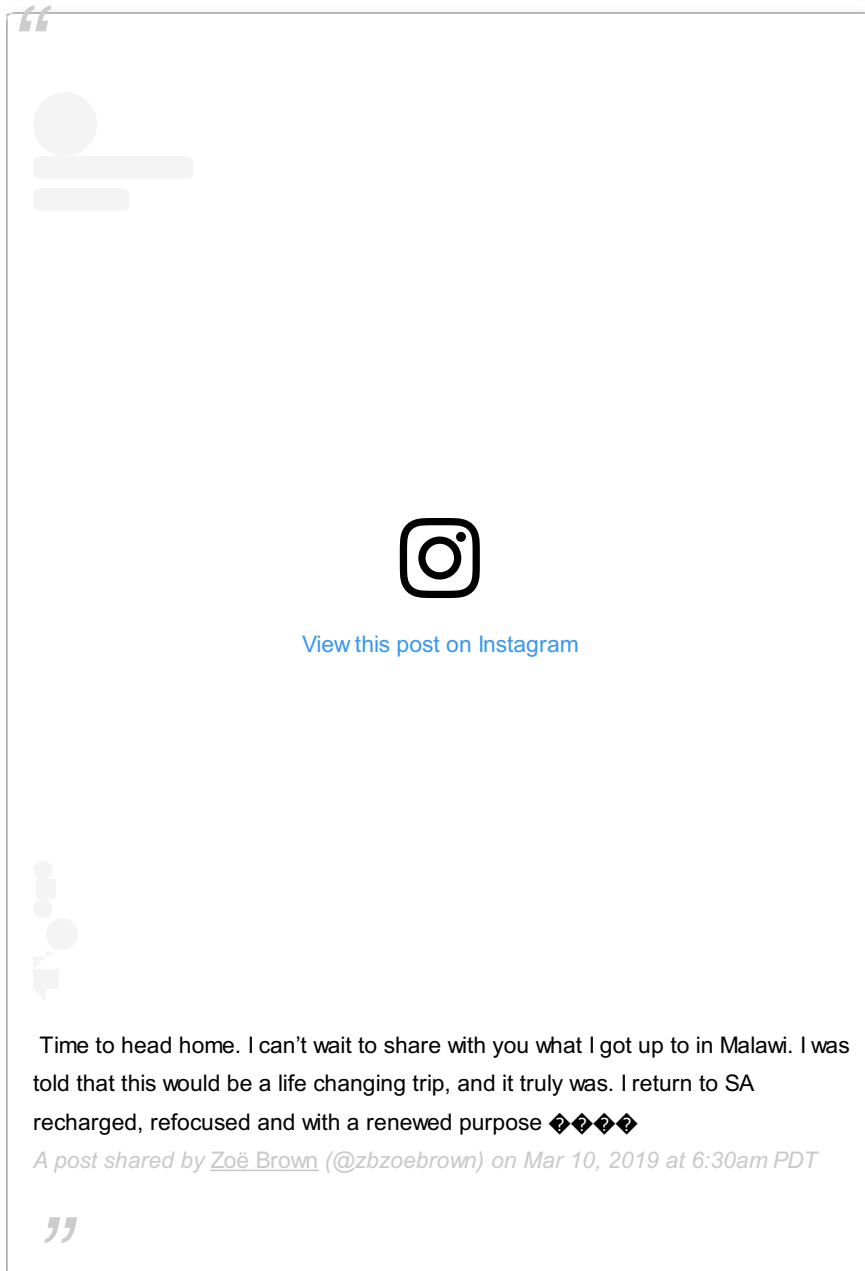 “
View this post on Instagram
Time to head home. I can’t wait to share with you what I got up to in Malawi. I was
told that this would be a life changing trip, and it truly was. I return to SA
recharged, refocused and with a renewed purpose ����
A post shared by Zoë Brown (@zbzoebrown) on Mar 10, 2019 at 6:30am PDT
”